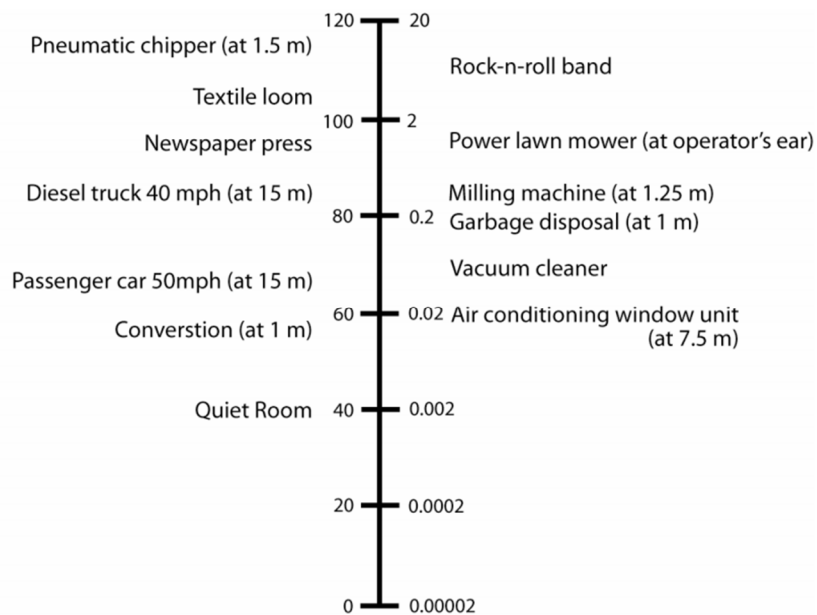 120 20
Pneumatic chipper (at 1.5 m)
Rock-n-roll band
Textile loom
100 2
Newspaper press Power lawn mower (at operator's ear)
Diesel truck 40 mph (at 15 m) Milling machine (at 1.25 m)
80 0.2 Garbage disposal (at 1 m)
Vacuum cleaner
Passenger car 50mph (at 15 m)
60 0.02 Air conditioning window unit
Converstion (at 1 m) (at 7.5 m)
Quiet Room 40 0.002
20 0.0002
0 0.00002